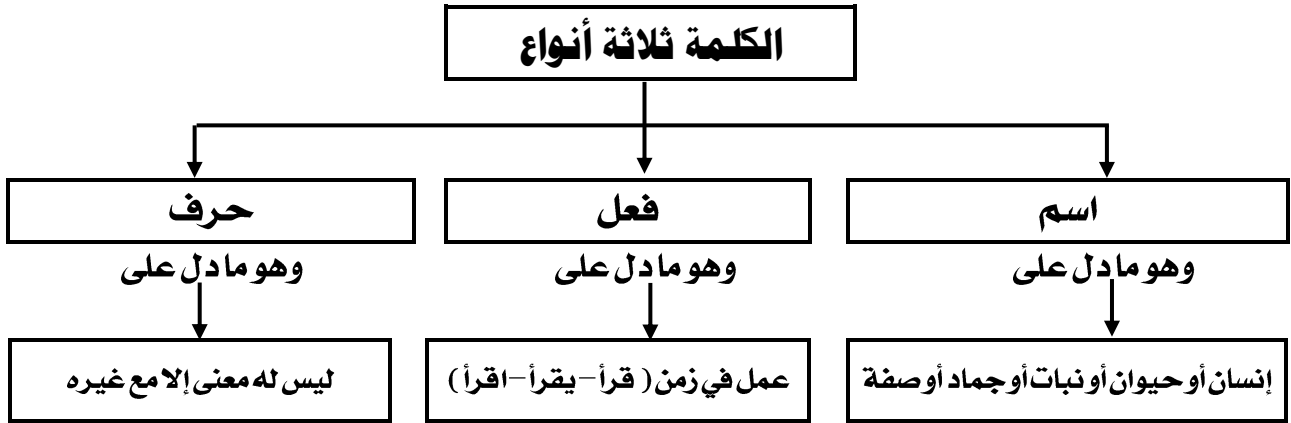 الكلمة ثلاثة أنواع
اسم
فعل
حرف
وهو ما دل على
وهو ما دل على
وهو ما دل على
إنسان أو حيوان أو نبات أو جماد أو صفة
عمل في زمن ( قرأ – يقرأ – اقرأ )
ليس له معنى إلا مع غيره